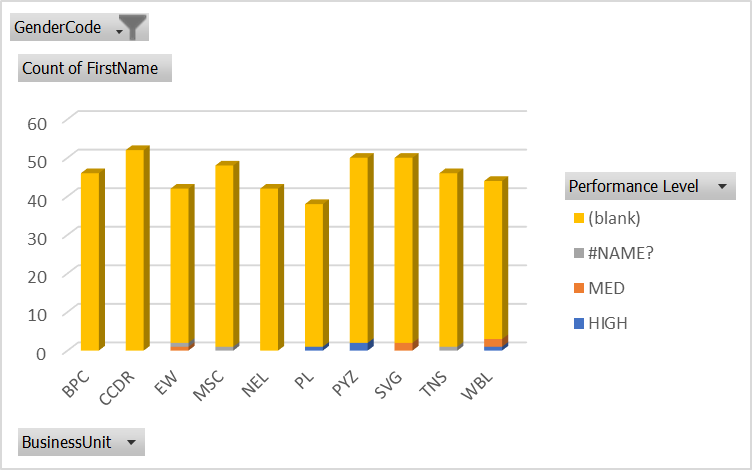 GenderCode
Count of FirstName
60
50
40
30
20
10
0
BPC
CCDR
EW
MSC
NEL
PL
PYZ
SVG
TNS
WBL
Performance Level
(blank)
#NAME?
MED
HIGH
BusinessUnit